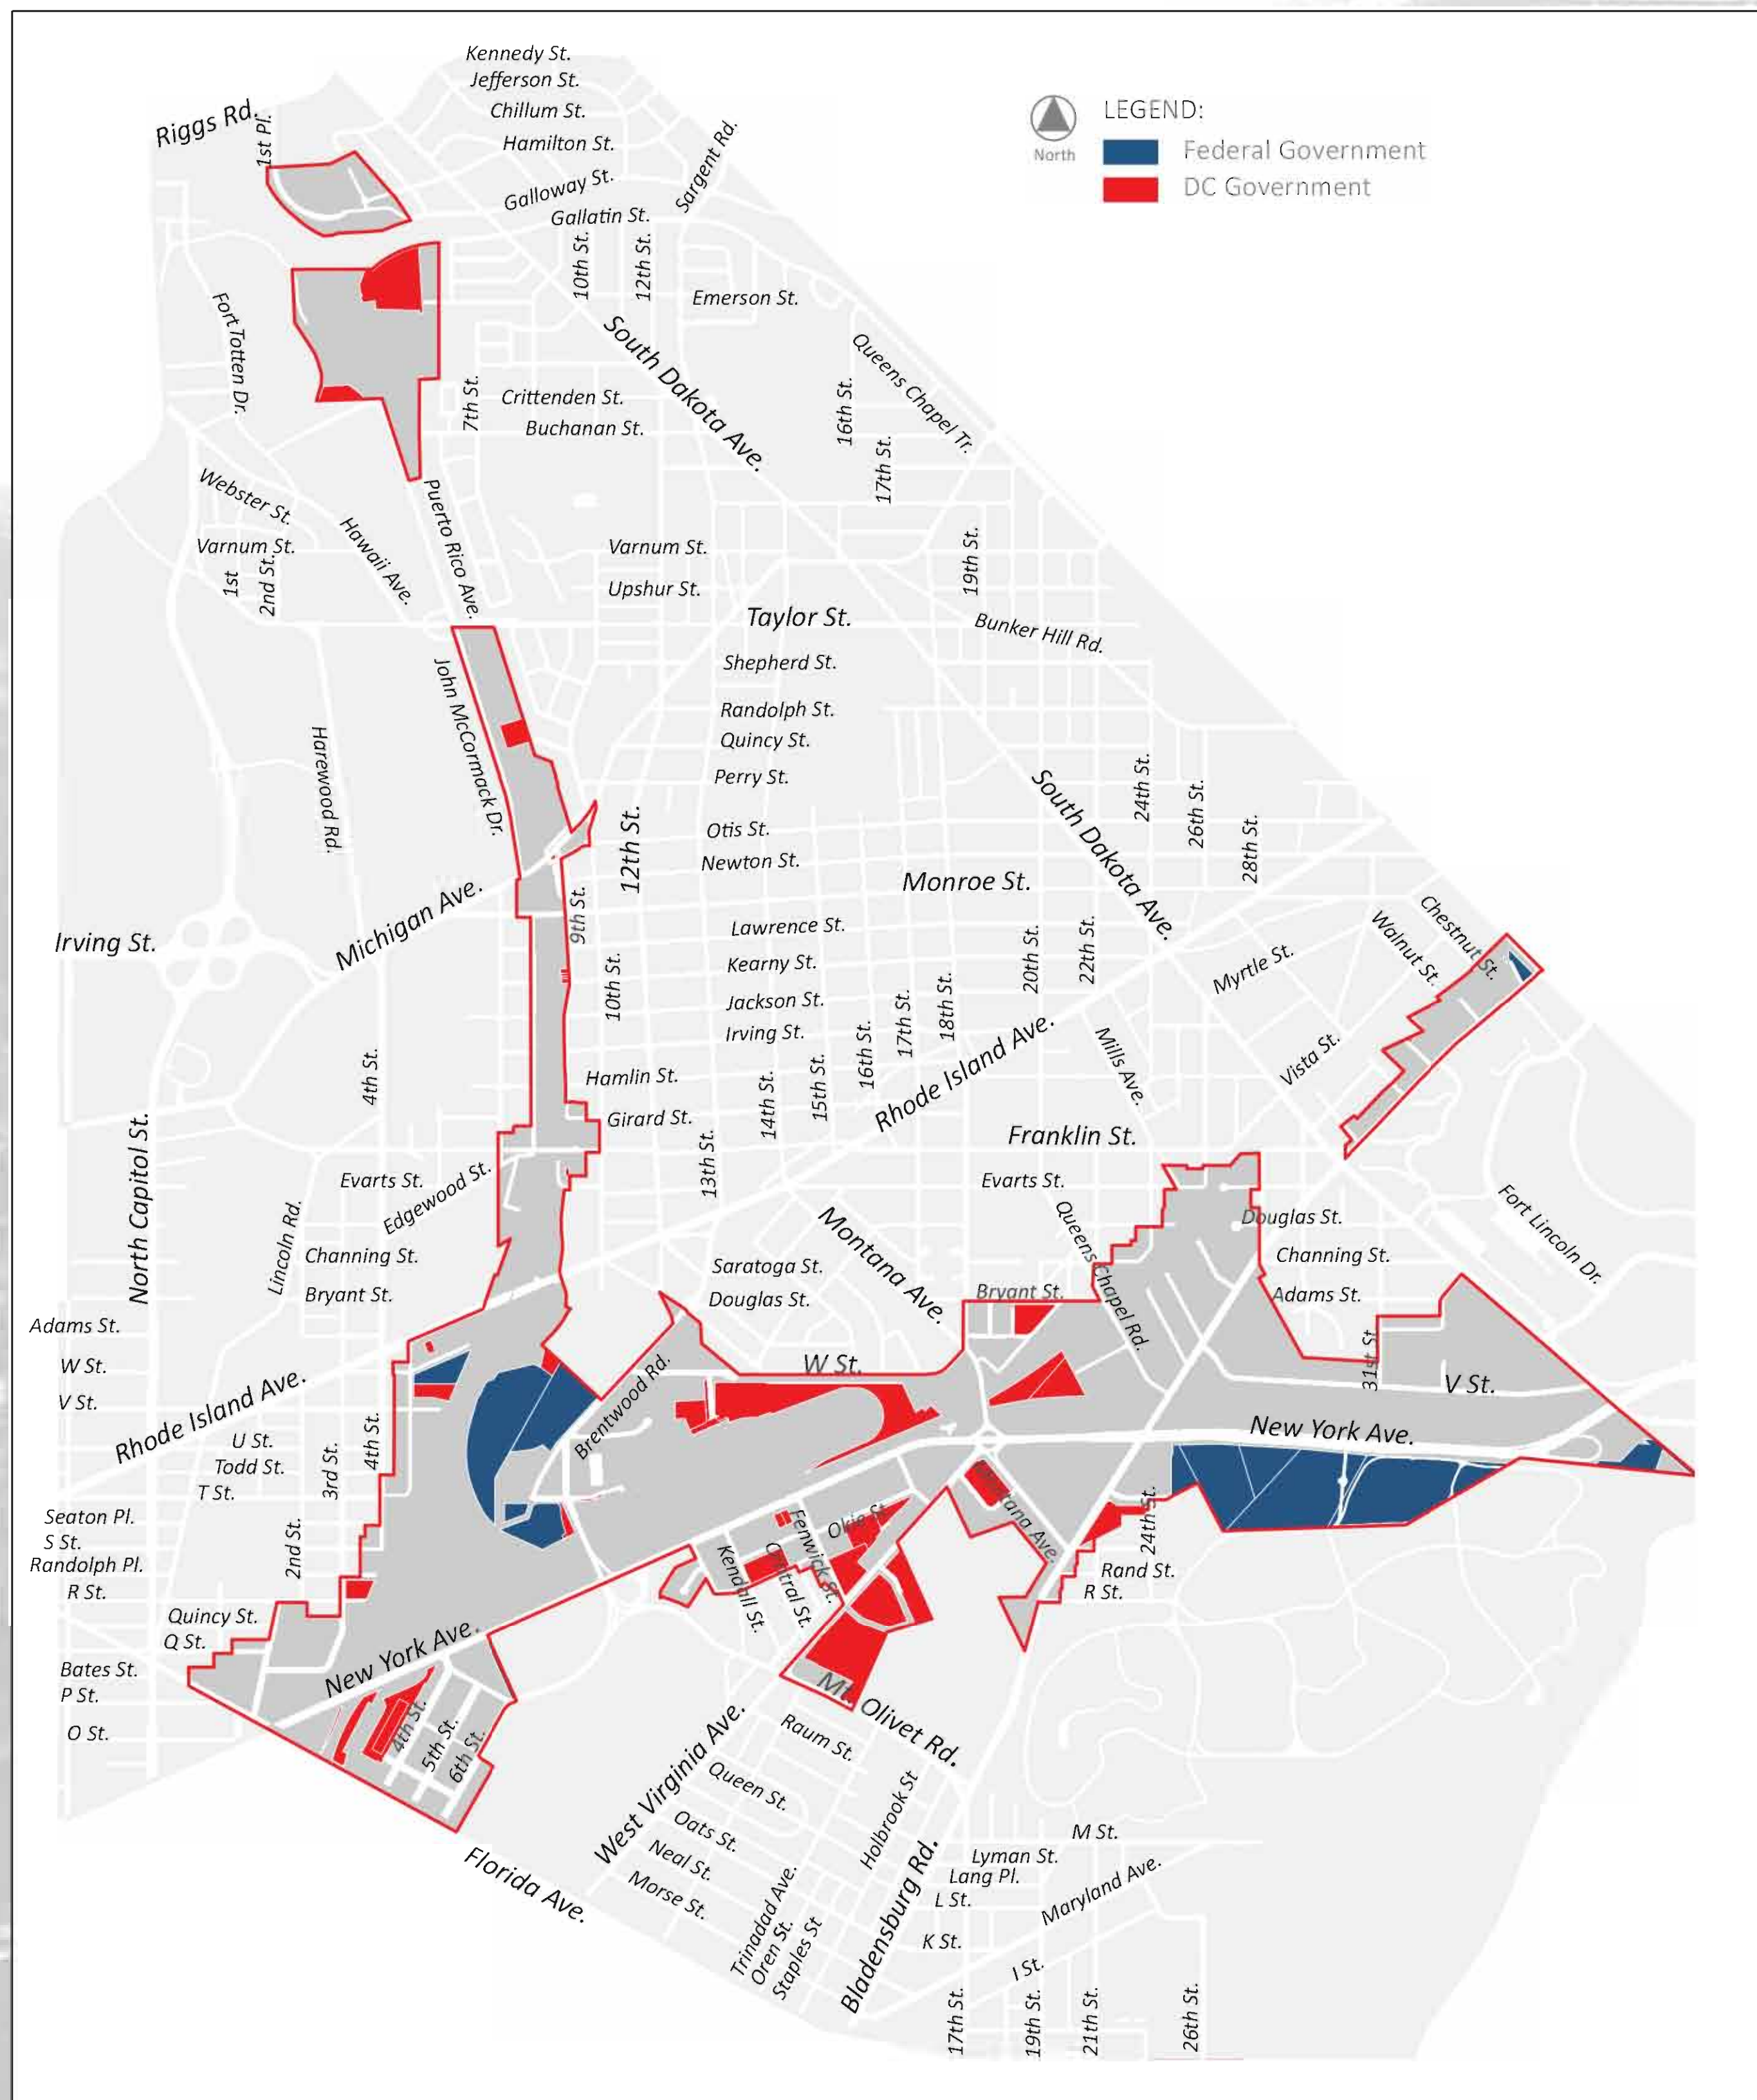 Kennedy St.
Jefferson St.
Chillum St.
Hamilton St.
Galloway St.
Gallatin St.
Riggs Rd.
1st Pl.
Sargent Rd.
10th St.
12th St.
Emerson St.
LEGEND:
North
Federal Government
DC Government
Fort Totten Dr.
South Dakota Ave.
Queens Chapel Tr.
7th St.
Crittenden St.
Buchanan St.
16th St.
17th St.
Webster St.
Varnum St.
1st
2nd St.
Hawaii Ave.
Puerto Rico Ave.
Varnum St.
Upshur St.
Taylor St.
19th St.
Bunker Hill Rd.
Shepherd St.
Randolph St.
Quincy St.
Perry St.
John McCormack Dr.
Harewood Rd.
Otis St.
Newton St.
12th St.
Monroe St.
South Dakota Ave.
24th St.
26th St.
28th St.
Michigan Ave.
Irving St.
9th St.
Lawrence St.
Kearny St.
Jackson St.
Irving St.
10th St.
17th St.
18th St.
20th St.
22th St.
Myrtle St.
Walnut St.
Chestnut St.
4th St.
Hamlin St.
Girard St.
13th St.
14th St.
15th St.
16th St.
Rhode Island Ave.
Mills Ave.
Vista St.
Franklin St.
North Capitol St.
Evarts St.
Edgewood St.
Lincoln Rd.
Channing St.
Bryant St.
Evarts St.
Queens Chapel Rd.
Montana Ave.
Saratoga St.
Douglas St.
Bryant St.
Douglas St.
Channing St.
Adams St.
Fort Lincoln Dr.
31st St
Adams St.
W St.
V St.
Rhode Island Ave.
W St.
Brentwood Rd.
V St.
New York Ave.
U St.
Todd St.
T St.
3rd St.
4th St.
Seaton Pl.
S St.
Randolph Pl.
R St.
2nd St.
Quincy St.
Q St.
Bates St.
P St.
O St.
New York Ave.
4th St.
5th St.
6th St.
Kendall St.
Central St.
Fenwick St.
Okie St.
Montana Ave.
24th St.
Rand St.
R St.
Mt. Olivet Rd.
West Virginia Ave.
Raum St.
Queen St.
Oats St.
Neal St.
Morse St.
Florida Ave.
Trinadad Ave.
Oren St.
Staples St
Holbrook St
Bladensburg Rd.
M St.
Lyman St.
Lang Pl.
L St.
Maryland Ave.
K St.
I St.
17th St.
19th St.
21th St.
26th St.